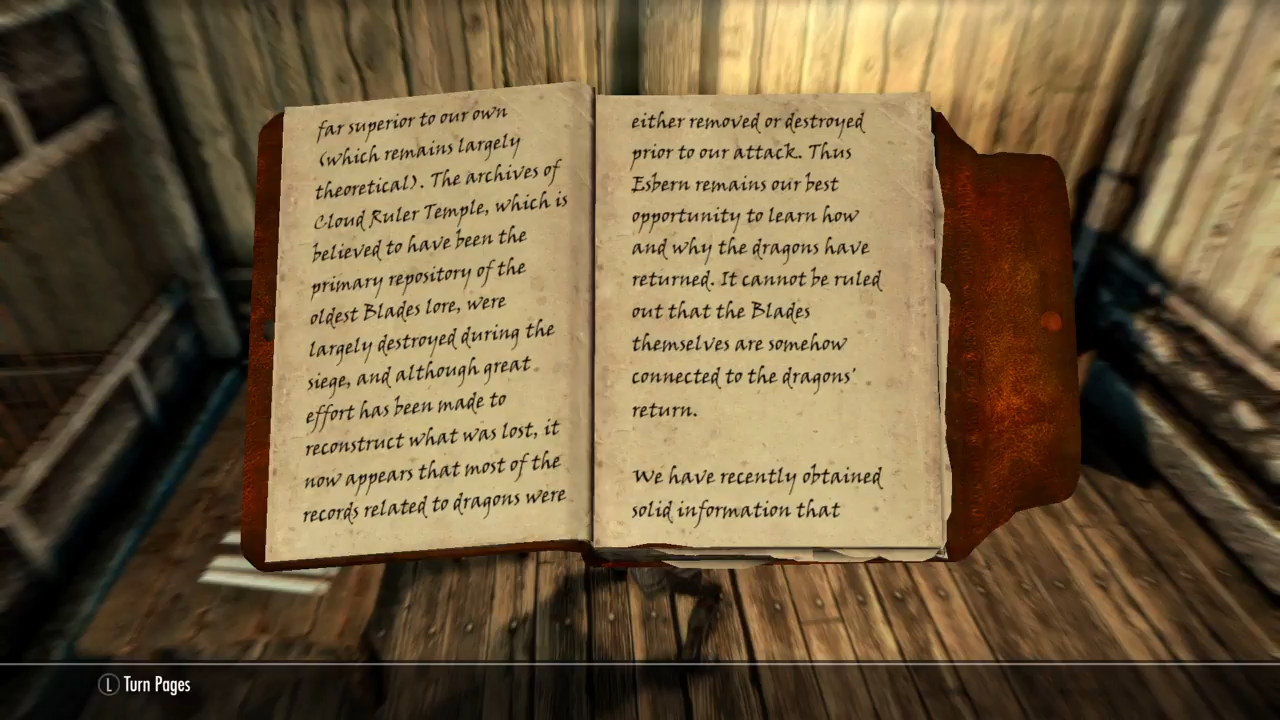 far superior to our own
(which remains largely
theoretical). The archives of
Cloud Ruler Temple, which is
believed to have been the
primary repository of the
oldest Blades lore, were
largely destroyed during the
siege, and although great
effort has been made to
reconstruct what was lost, it
now appears that most of the
records related to dragons were
either removed or destroyed
prior to our attack. Thus
Esbern remains our best
opportunity to learn how
and why the dragons have
returned. It cannot be ruled
out that the Blades
themselves are somehow
connected to the dragons'
return.
We have recently obtained
solid information that
L Turn Pages